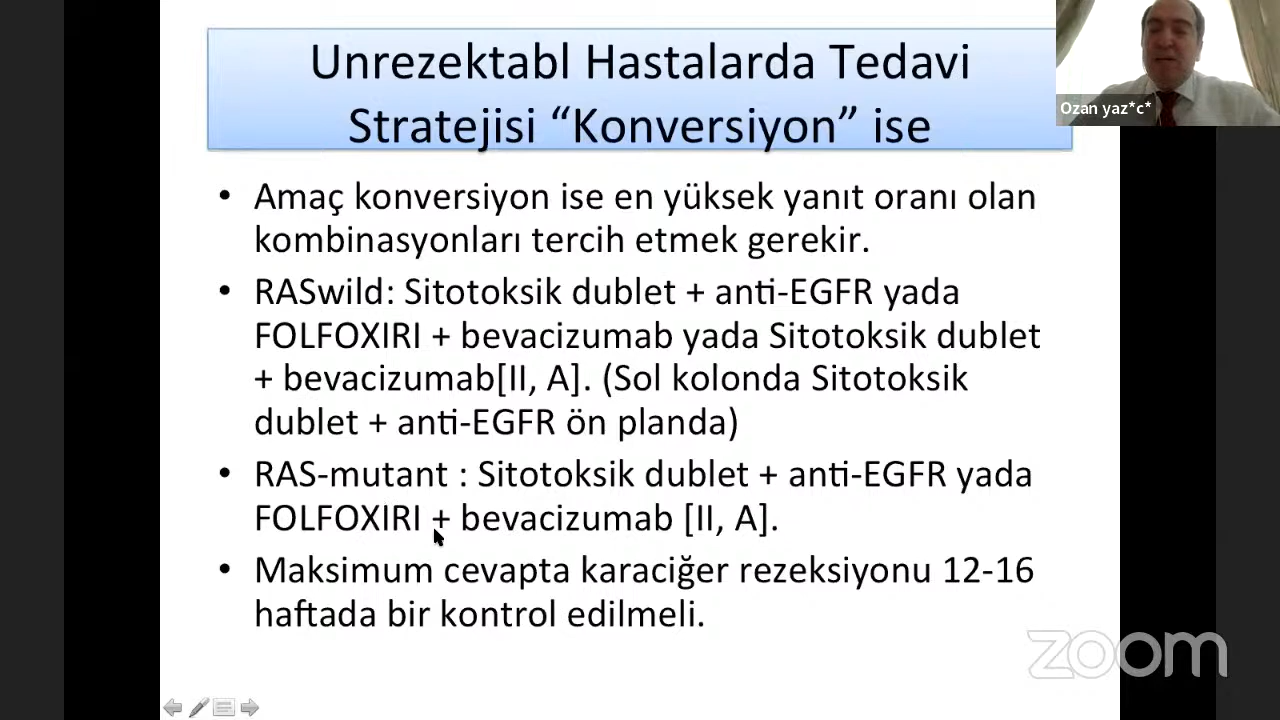 Unrezektabl Hastalarda Tedavi
Stratejisi “Konversiyon” ise
Ozan yaz*c*
• Amaç konversiyon ise en yüksek yanıt oranı olan
kombinasyonları tercih etmek gerekir.
• RASwild: Sitotoksik dublet + anti-EGFR yada
FOLFOXIRI + bevacizumab yada Sitotoksik dublet
+ bevacizumab[II, A]. (Sol kolonda Sitotoksik
dublet + anti-EGFR ön planda)
• RAS-mutant : Sitotoksik dublet + anti-EGFR yada
FOLFOXIRI + bevacizumab [II, A].
• Maksimum cevapta karaciğer rezeksiyonu 12-16
haftada bir kontrol edilmeli.
zoom